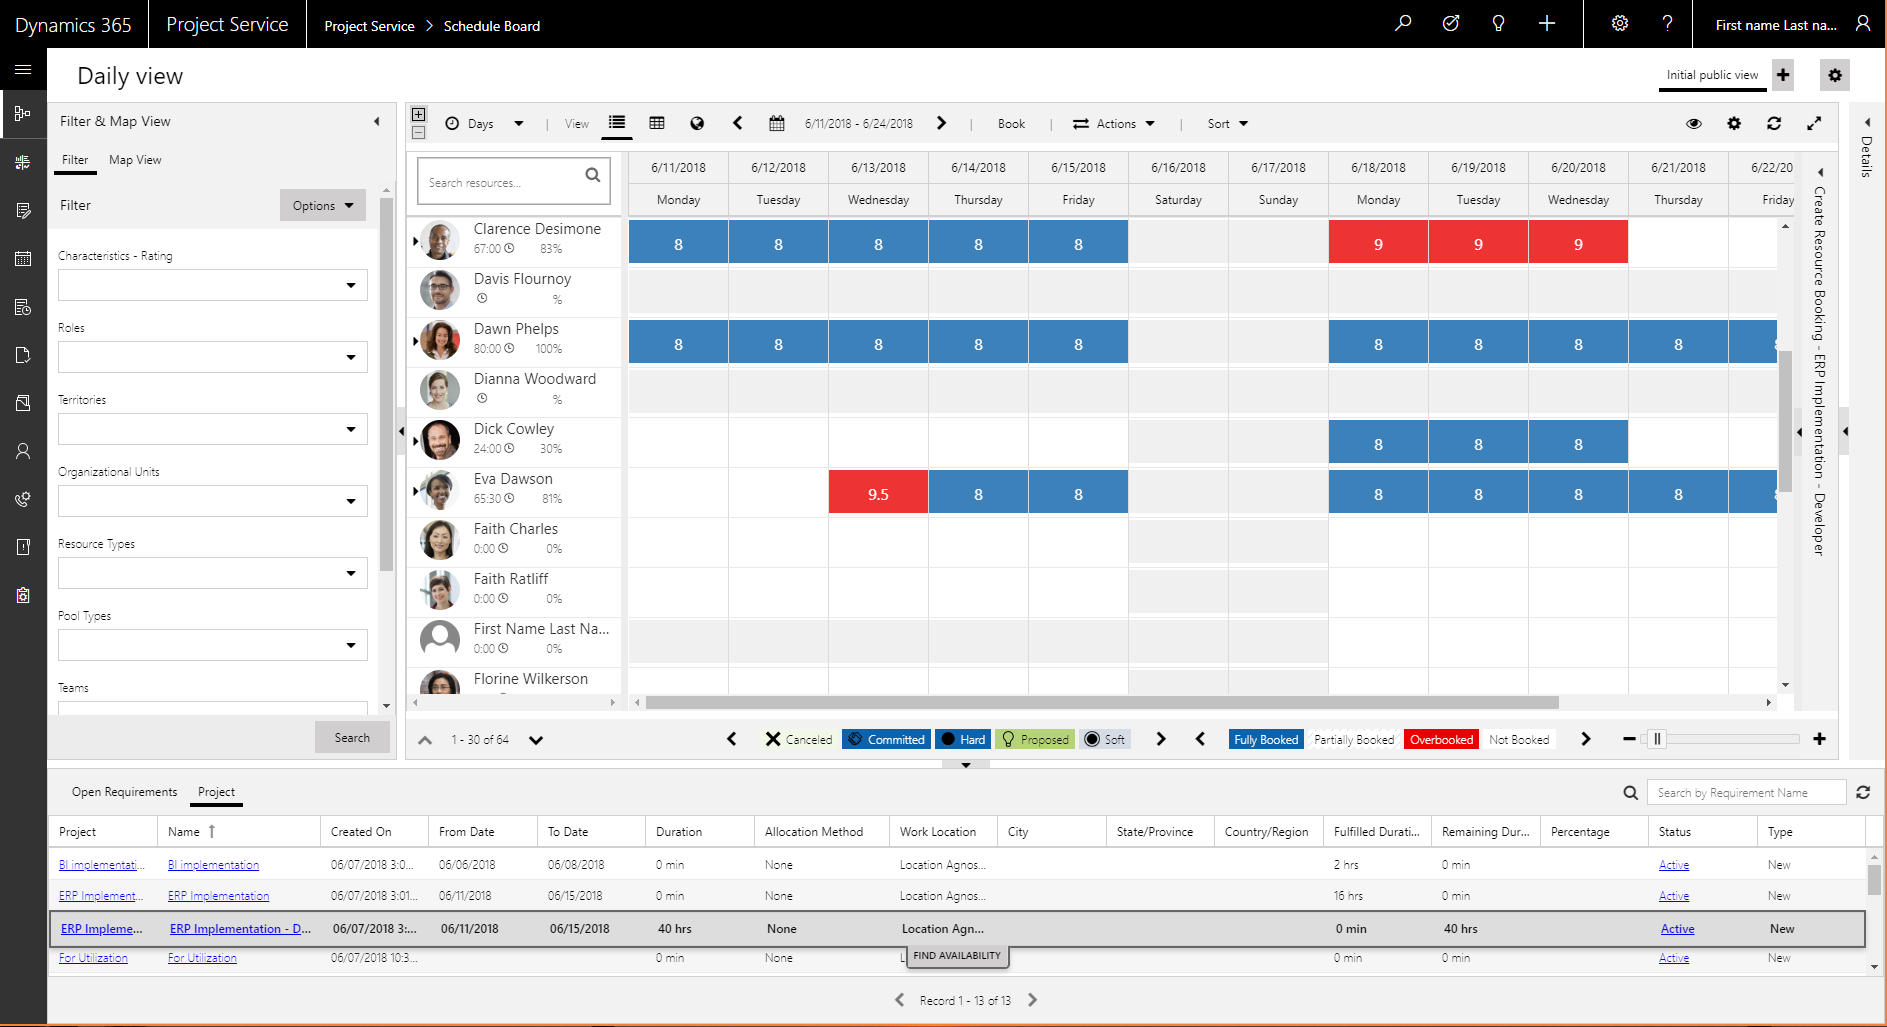 Dynamics 365
Project Service
Project Service > Schedule Board
First name Last na...
Daily view
Initial public view
Filter & Map View
Filter
Map View
Filter
Options
Characteristics - Rating
Roles
Territories
Organizational Units
Resource Types
Pool Types
Teams
Search
Days
View
6/11/2018 - 6/24/2018
Book
Actions
Sort
Search resources...
6/11/2018 6/12/2018 6/13/2018 6/14/2018 6/15/2018 6/16/2018 6/17/2018 6/18/2018 6/19/2018 6/20/2018 6/21/2018 6/22/20
Monday Tuesday Wednesday Thursday Friday Saturday Sunday Monday Tuesday Wednesday Thursday Friday
Clarence Desimone
67:00 83%
8 8 8 8 8 9 9 9
Davis Flournoy
%
Dawn Phelps
80:00 100%
8 8 8 8 8 8 8 8 8 8
Dianna Woodward
%
Dick Cowley
24:00 30%
8 8 8
Eva Dawson
65:30 81%
9.5 8 8 8 8 8 8 8
Faith Charles
0:00 0%
Faith Ratliff
0:00 0%
First Name Last Na...
0:00 0%
Florine Wilkerson
1 - 30 of 64
Canceled Committed Hard Proposed Soft
Fully Booked Partially Booked Overbooked Not Booked
Create Resource Booking - ERP Implementation - Developer
Details
Open Requirements
Project
Search by Requirement Name
Project Name Created On From Date To Date Duration Allocation Method Work Location City State/Province Country/Region Fulfilled Durati... Remaining Dur... Percentage Status Type
BI implementati... BI implementation 06/07/2018 3:0... 06/06/2018 06/08/2018 0 min None Location Agnos... 2 hrs 0 min Active New
ERP Implement... ERP Implementation 06/07/2018 3:01... 06/11/2018 06/15/2018 0 min None Location Agnos... 16 hrs 0 min Active New
ERP Impleme... ERP Implementation - D... 06/07/2018 3:... 06/11/2018 06/15/2018 40 hrs None Location Agn... 0 min 40 hrs Active New
For Utilization For Utilization 06/07/2018 10:3... 0 min None L 0 min 0 min Active New
FIND AVAILABILITY
Record 1 - 13 of 13